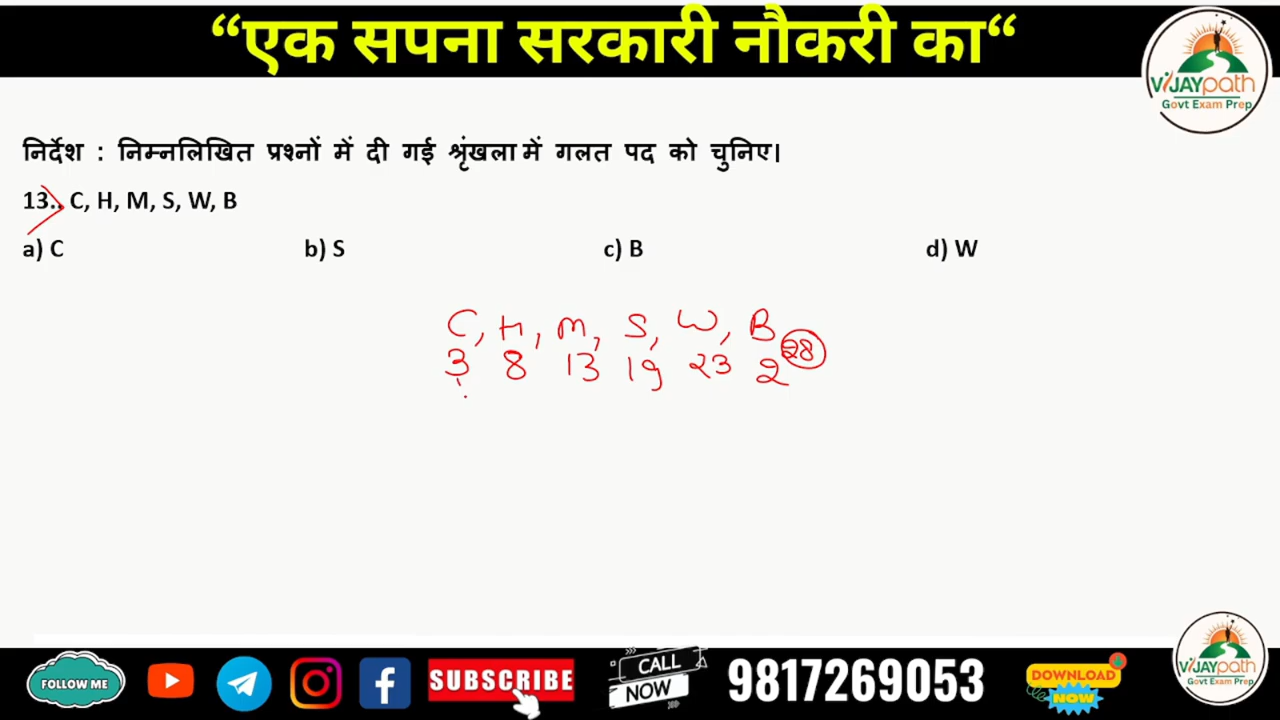 “एक सपना सरकारी नौकरी का“
VIJAYpath
Govt Exam Prep
निर्देश : निम्नलिखित प्रश्नों में दी गई श्रृंखला में गलत पद को चुनिए।
13.. C, H, M, S, W, B
a) C b) S c) B d) W
C, H, M, S, W, B
3 8 13 19 23 2 28
FOLLOW ME
SUBSCRIBE
CALL NOW
9817269053
DOWNLOAD NOW
VIJAYpath
Govt Exam Prep